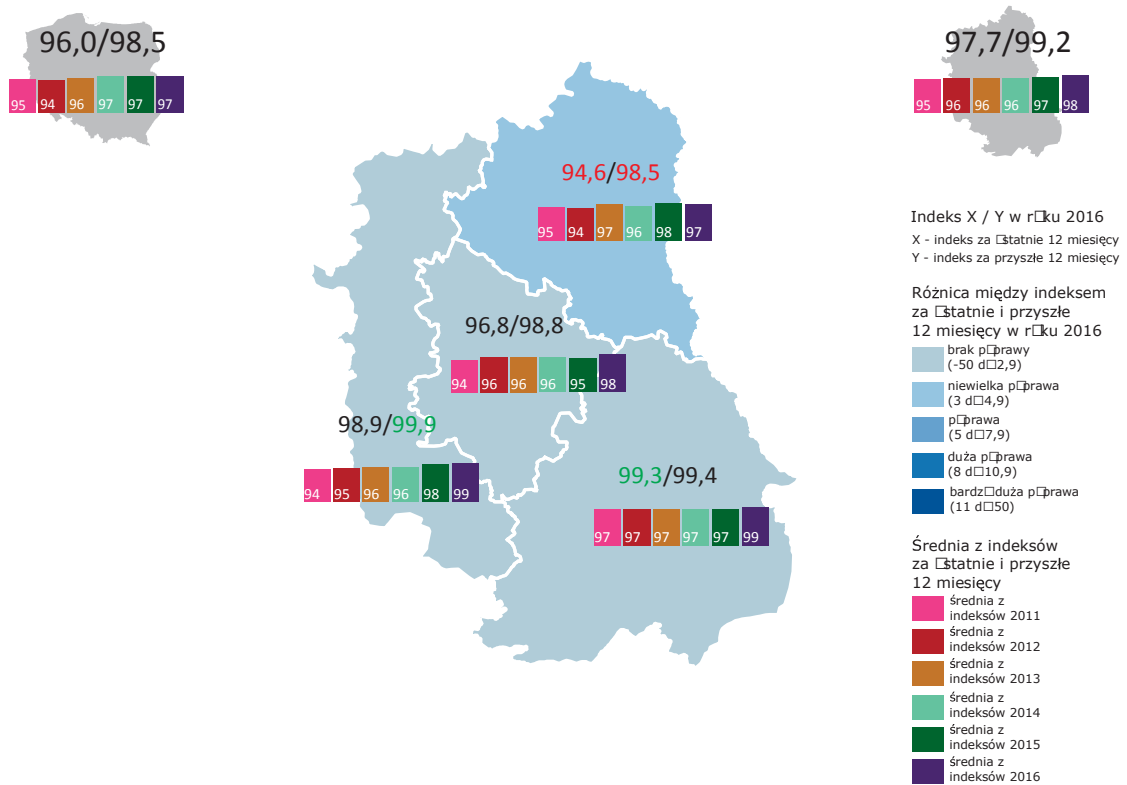 96,0/98,5
95 94 96 97 97 97
97,7/99,2
95 96 96 96 97 98
94,6/98,5
95 94 97 96 98 97
96,8/98,8
94 96 96 96 95 98
98,9/99,9
94 95 96 96 98 99
99,3/99,4
97 97 97 97 97 99
Indeks X / Y w r□ku 2016
X - indeks za □statnie 12 miesięcy
Y - indeks za przyszłe 12 miesięcy
Różnica między indeksem
za □statnie i przyszłe
12 miesięcy w r□ku 2016
brak p□prawy
(-50 d□2,9)
niewielka p□prawa
(3 d□4,9)
p□prawa
(5 d□7,9)
duża p□prawa
(8 d□10,9)
bardz□duża p□prawa
(11 d□50)
Średnia z indeksów
za □statnie i przyszłe
12 miesięcy
średnia z
indeksów 2011
średnia z
indeksów 2012
średnia z
indeksów 2013
średnia z
indeksów 2014
średnia z
indeksów 2015
średnia z
indeksów 2016